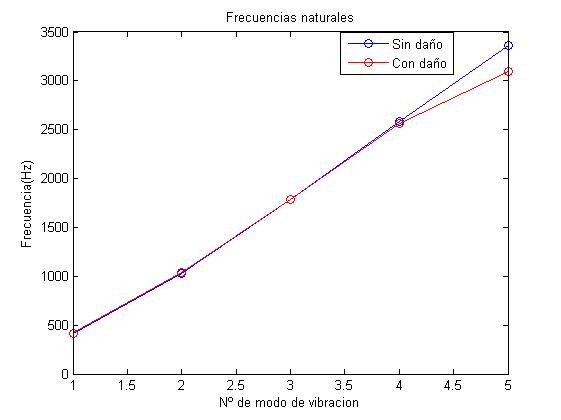 Frecuencias naturales
Sin daño
Con daño
Frecuencia(Hz)
3500
3000
2500
2000
1500
1000
500
0
1 1.5 2 2.5 3 3.5 4 4.5 5
Nº de modo de vibracion